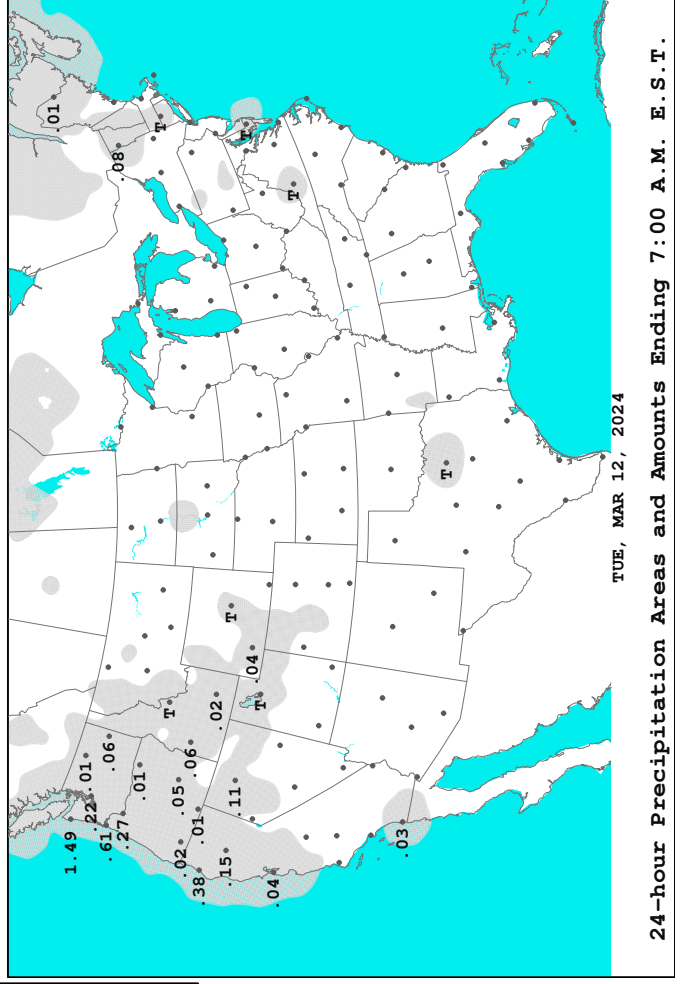 1.49
.22
.01
.06
.61
.27
.01
.02
.05
.06
T
.38
.01
.02
.15
.11
T
.04
T
.04
.03
T
.01
.08
T
T
T
TUE, MAR 12, 2024
24-hour Precipitation Areas and Amounts Ending 7:00 A.M. E.S.T.